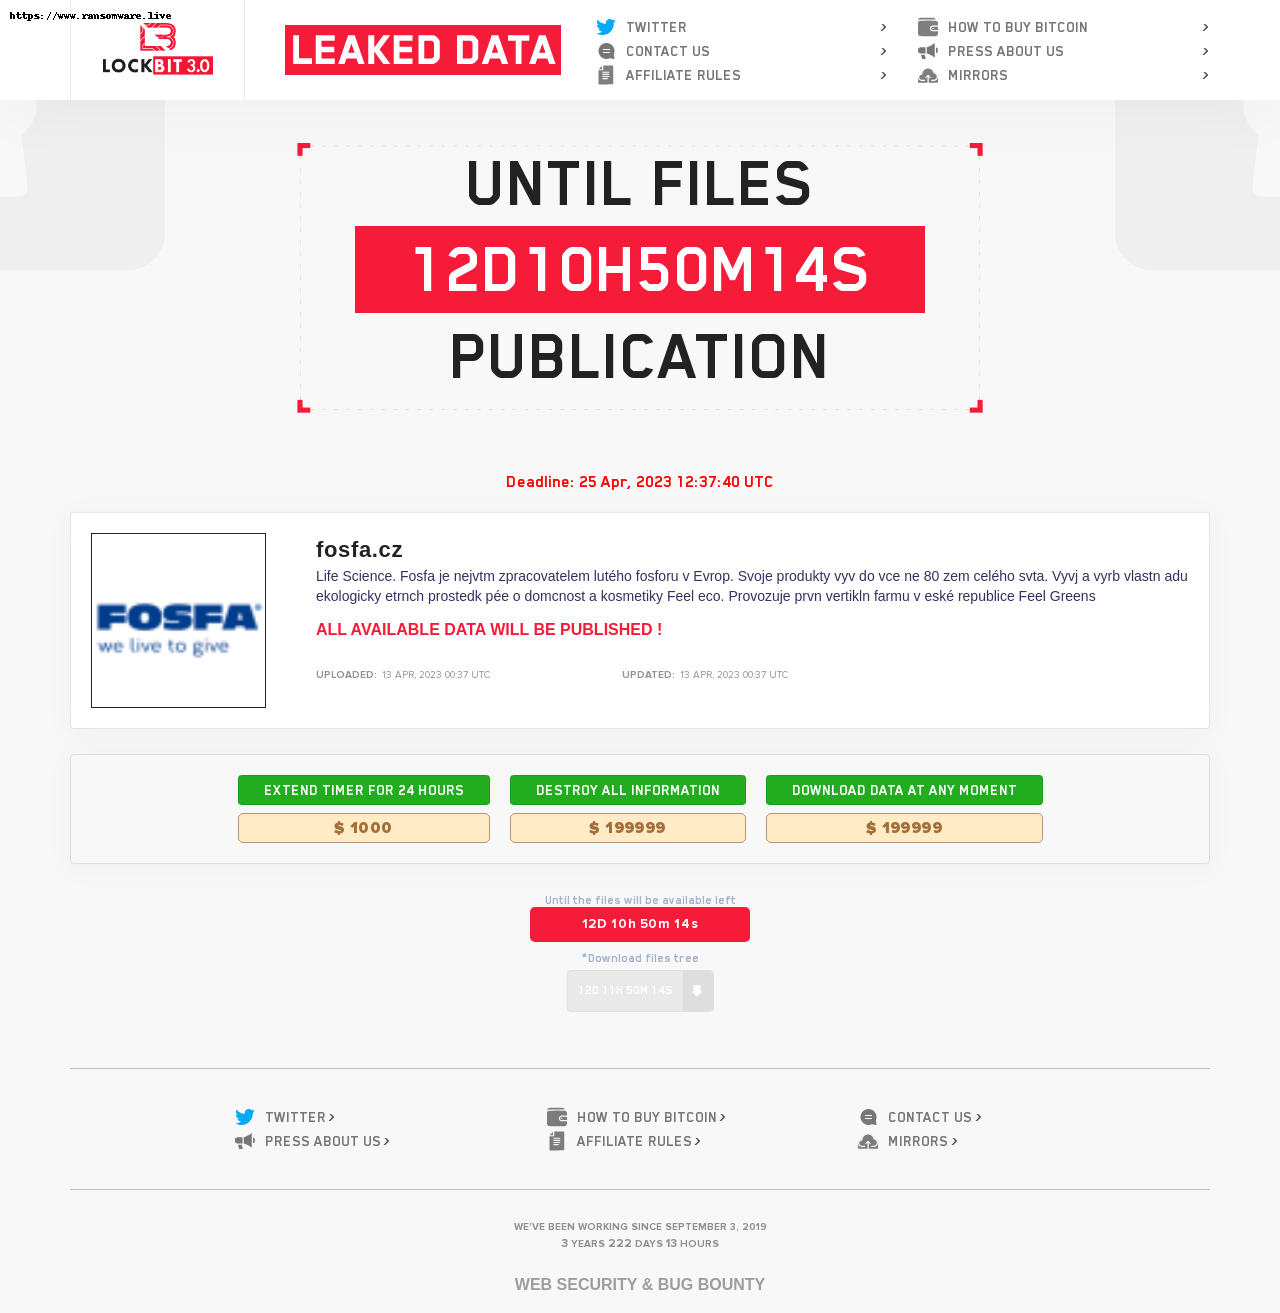 https://www.ransomware.live
LOCKBIT 3.0
LEAKED DATA
TWITTER
CONTACT US
AFFILIATE RULES
HOW TO BUY BITCOIN
PRESS ABOUT US
MIRRORS
UNTIL FILES
12D10H50M14S
PUBLICATION
Deadline: 25 Apr, 2023 12:37:40 UTC
FOSFA
we live to give
fosfa.cz
Life Science. Fosfa je nejvtm zpracovatelem lutého fosforu v Evrop. Svoje produkty vyv do vce ne 80 zem celého svta. Vyvj a vyrb vlastn adu
ekologicky etrnch prostedk pée o domcnost a kosmetiky Feel eco. Provozuje prvn vertikln farmu v eské republice Feel Greens
ALL AVAILABLE DATA WILL BE PUBLISHED !
UPLOADED: 13 APR, 2023 00:37 UTC
UPDATED: 13 APR, 2023 00:37 UTC
EXTEND TIMER FOR 24 HOURS
$ 1000
DESTROY ALL INFORMATION
$ 199999
DOWNLOAD DATA AT ANY MOMENT
$ 199999
Until the files will be available left
12D 10h 50m 14s
*Download files tree
12D 11H 50M 14S
TWITTER
PRESS ABOUT US
HOW TO BUY BITCOIN
AFFILIATE RULES
CONTACT US
MIRRORS
WE'VE BEEN WORKING SINCE SEPTEMBER 3, 2019
3 YEARS 222 DAYS 13 HOURS
WEB SECURITY & BUG BOUNTY